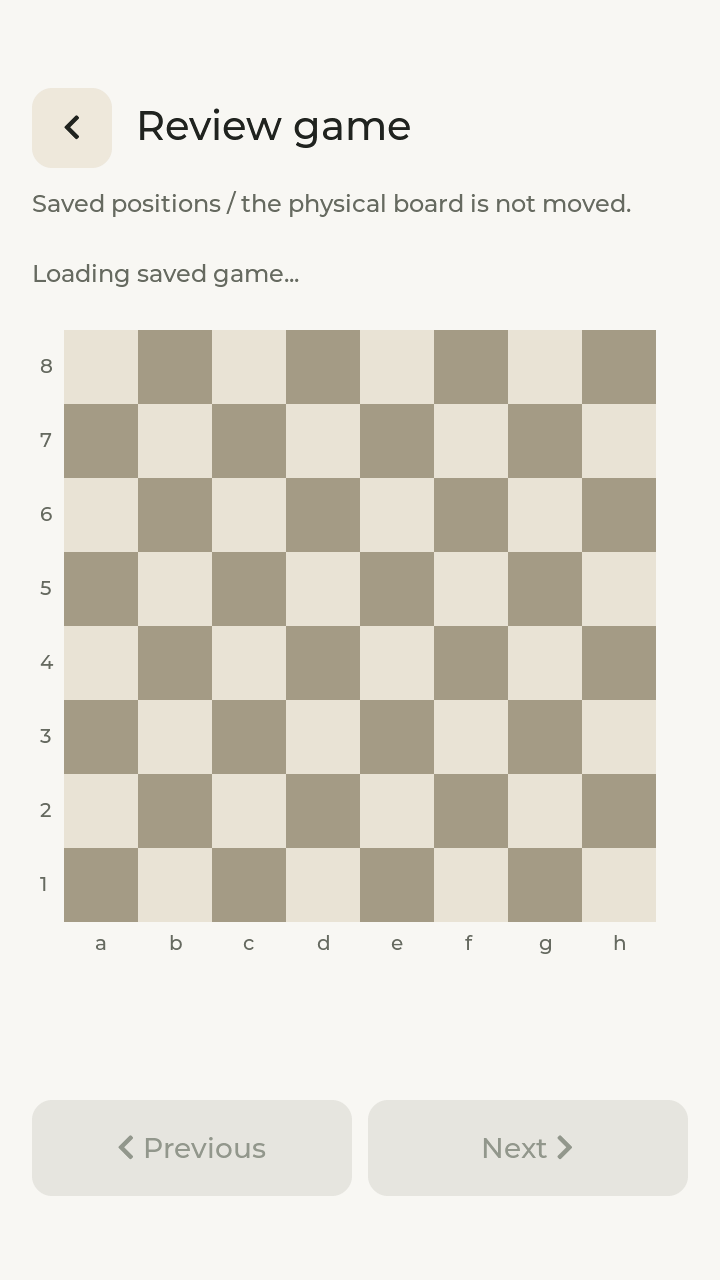 Review game
Saved positions / the physical board is not moved.
Loading saved game...
8
7
6
5
4
3
2
1
a b c d e f g h
Previous Next